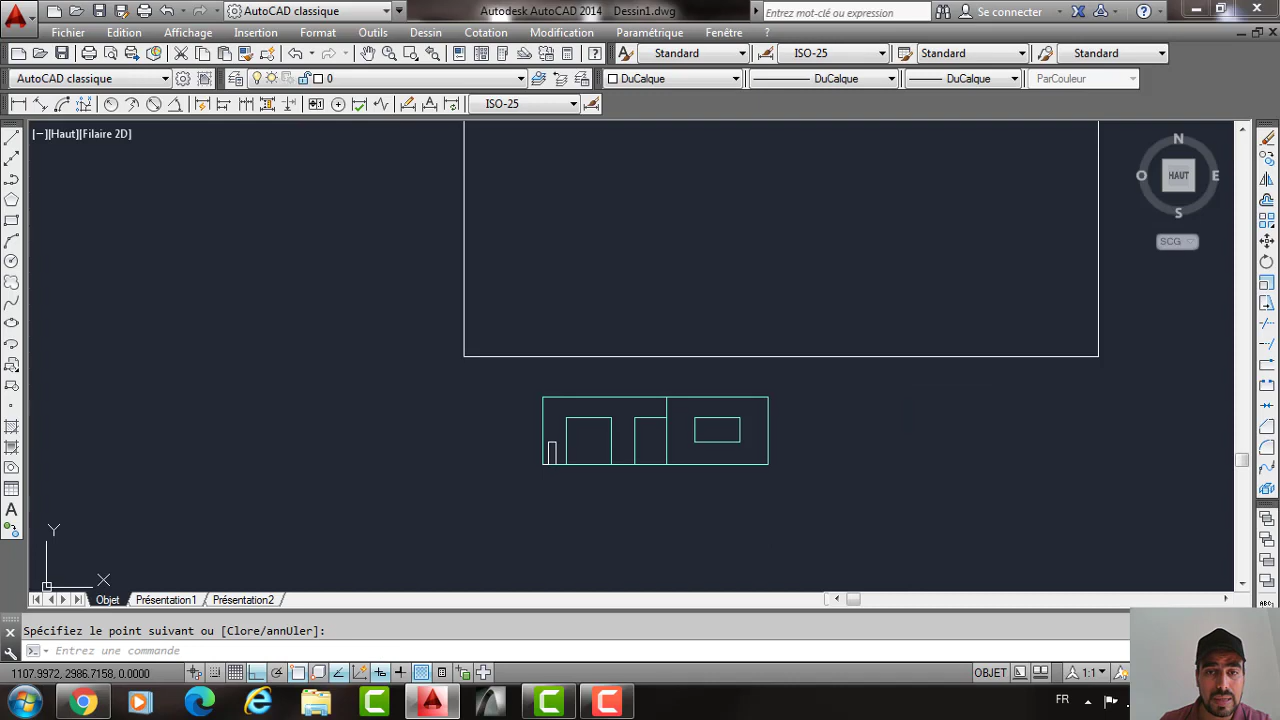 AutoCAD classique
Autodesk AutoCAD 2014 Dessin1.dwg
Entrez mot-clé ou expression
Se connecter
Fichier Edition Affichage Insertion Format Outils Dessin Cotation Modification Paramétrique Fenêtre ?
Standard ISO-25 Standard Standard
AutoCAD classique 0 DuCalque DuCalque DuCalque ParCouleur
ISO-25
[−][Haut][Filaire 2D]
N
O HAUT E
S
SCG
Y
X
Objet Présentation1 Présentation2
Spécifiez le point suivant ou [Clore/annUler]:
Entrez une commande
1107.9972, 2986.7158, 0.0000 OBJET 1:1
FR